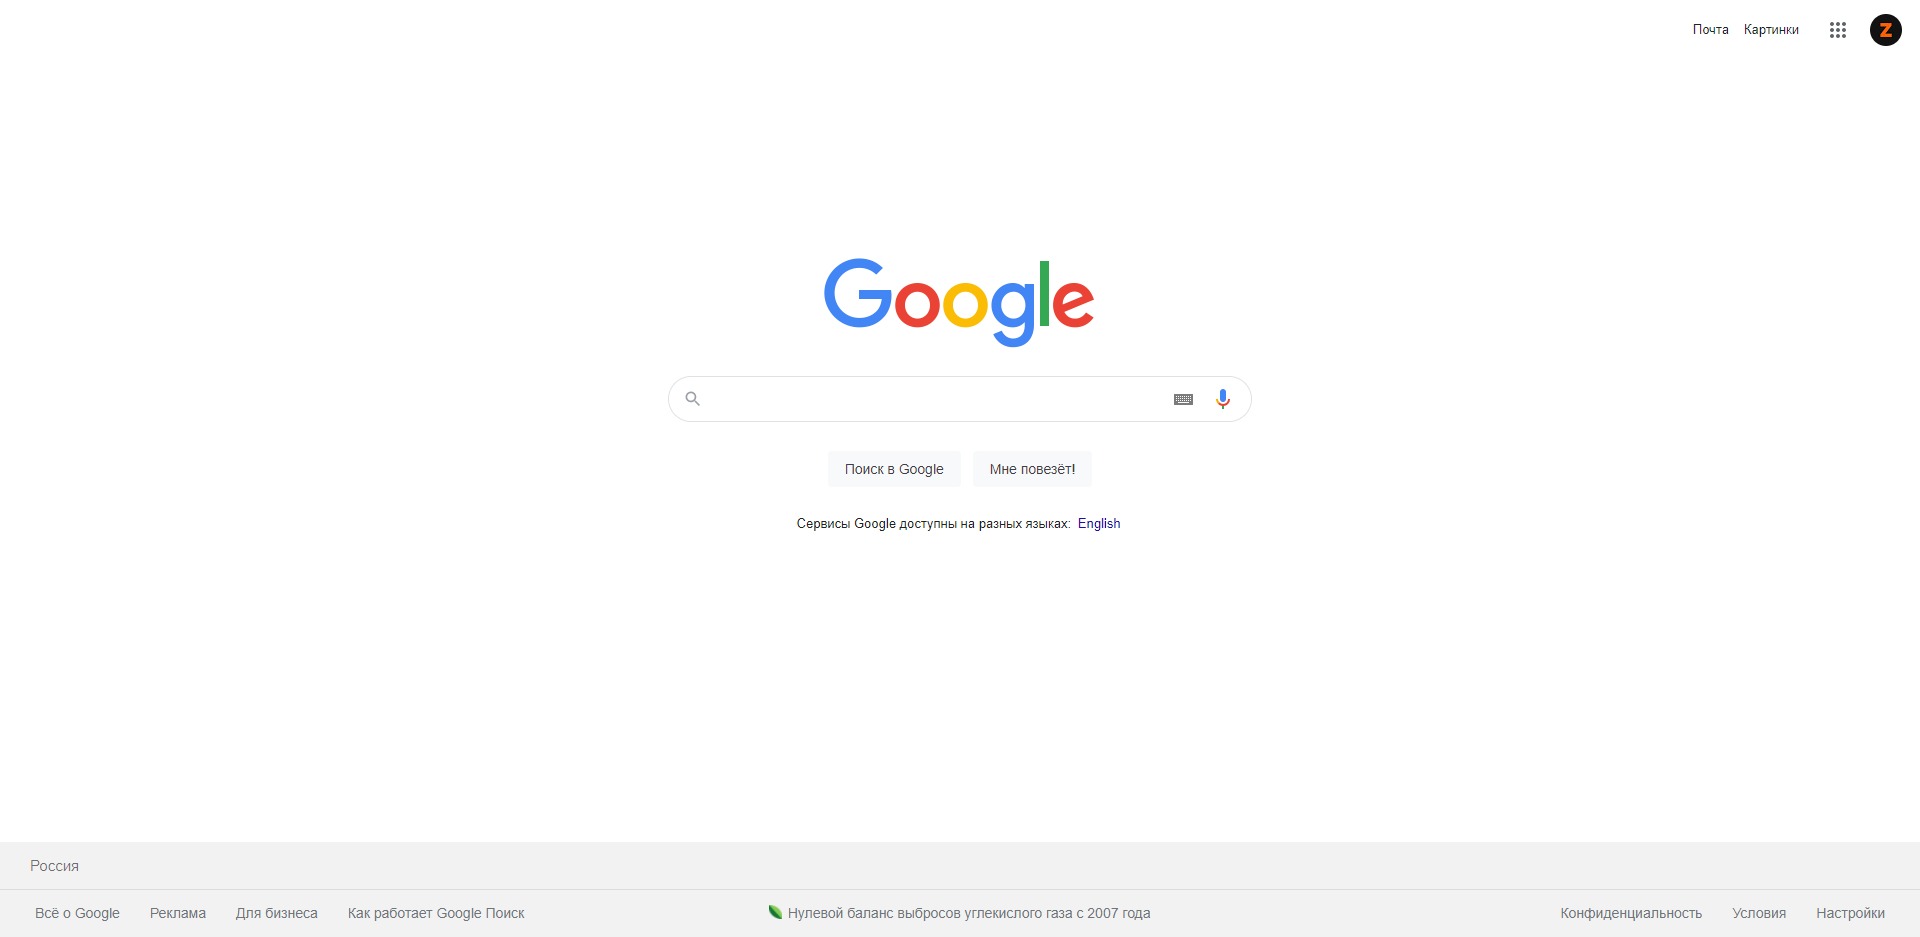 Почта Картинки
Z
Google
Поиск в Google Мне повезёт!
Сервисы Google доступны на разных языках: English
Россия
Всё о Google Реклама Для бизнеса Как работает Google Поиск Нулевой баланс выбросов углекислого газа с 2007 года Конфиденциальность Условия Настройки